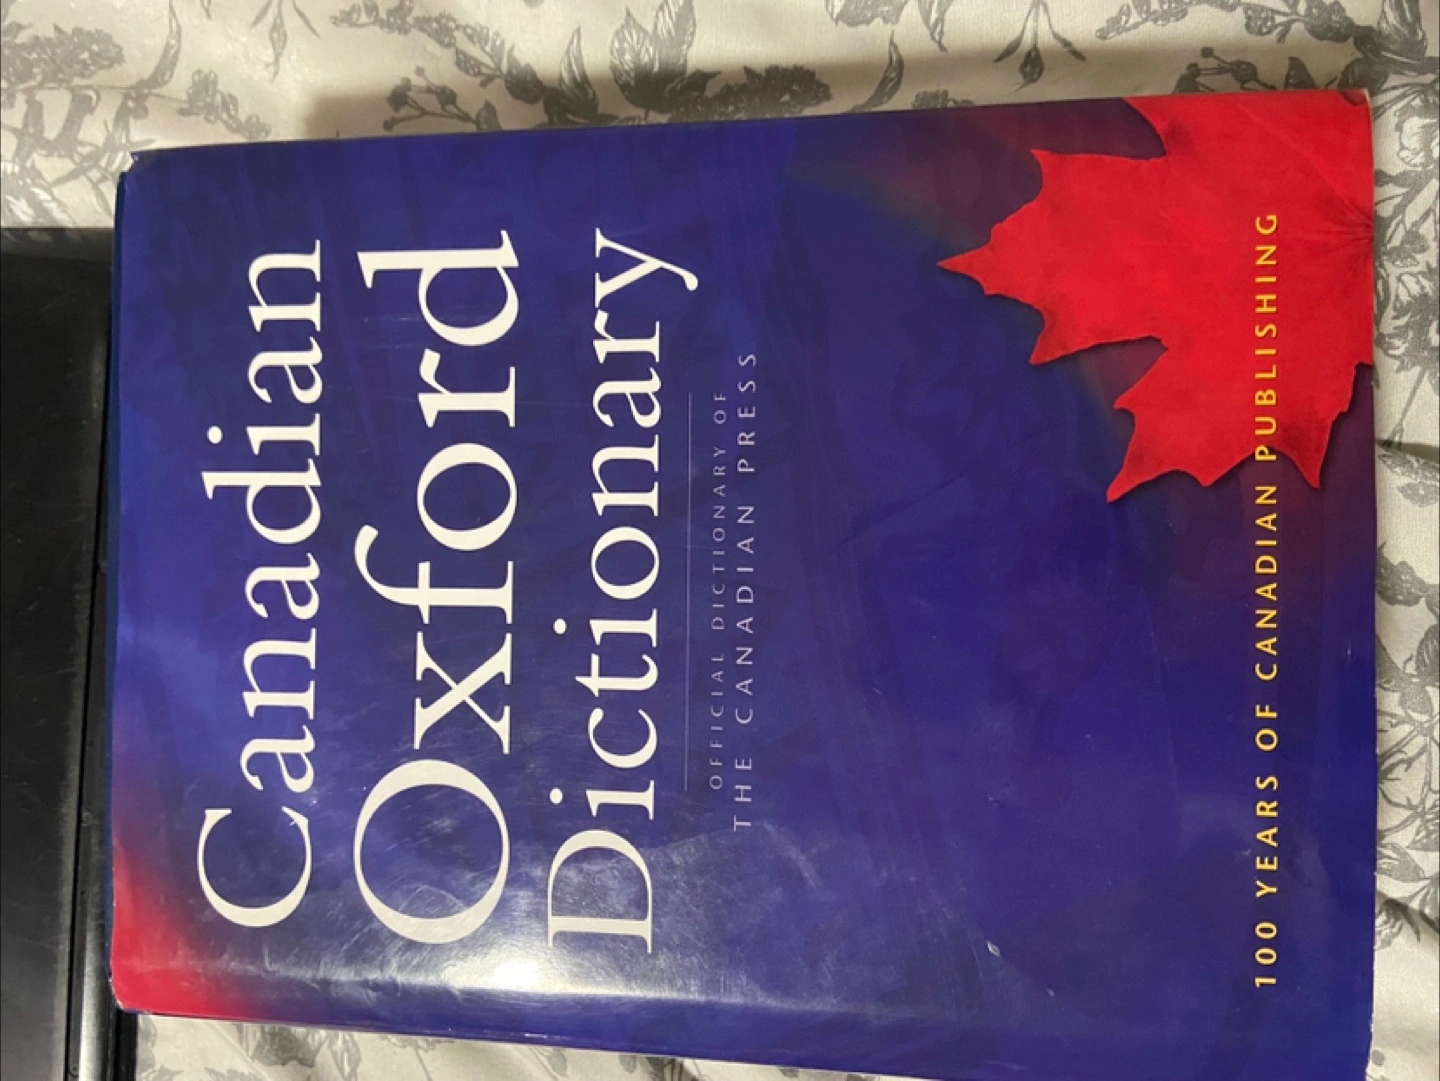 Canadian
Oxford
Dictionary
OFFICIAL DICTIONARY OF
THE CANADIAN PRESS
100 YEARS OF CANADIAN PUBLISHING